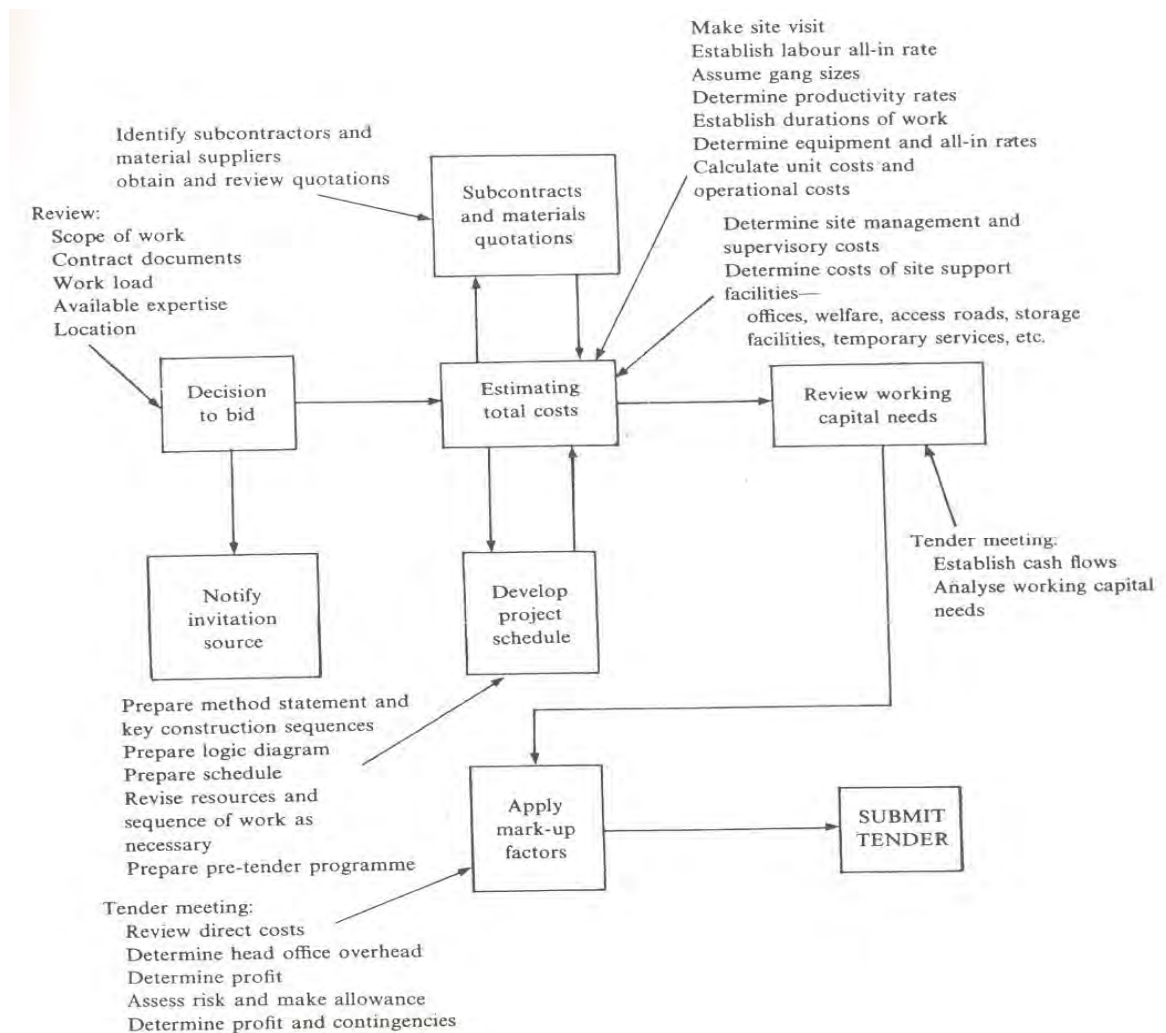 Make site visit
Establish labour all-in rate
Assume gang sizes
Determine productivity rates
Establish durations of work
Determine equipment and all-in rates
Calculate unit costs and
operational costs
Identify subcontractors and
material suppliers
obtain and review quotations
Subcontracts
and materials
quotations
Review:
Scope of work
Contract documents
Work load
Available expertise
Location
Determine site management and
supervisory costs
Determine costs of site support
facilities—
offices, welfare, access roads, storage
facilities, temporary services, etc.
Decision
to bid
Estimating
total costs
Review working
capital needs
Notify
invitation
source
Develop
project
schedule
Tender meeting:
Establish cash flows
Analyse working capital
needs
Prepare method statement and
key construction sequences
Prepare logic diagram
Prepare schedule
Revise resources and
sequence of work as
necessary
Prepare pre-tender programme
Apply
mark-up
factors
SUBMIT
TENDER
Tender meeting:
Review direct costs
Determine head office overhead
Determine profit
Assess risk and make allowance
Determine profit and contingencies